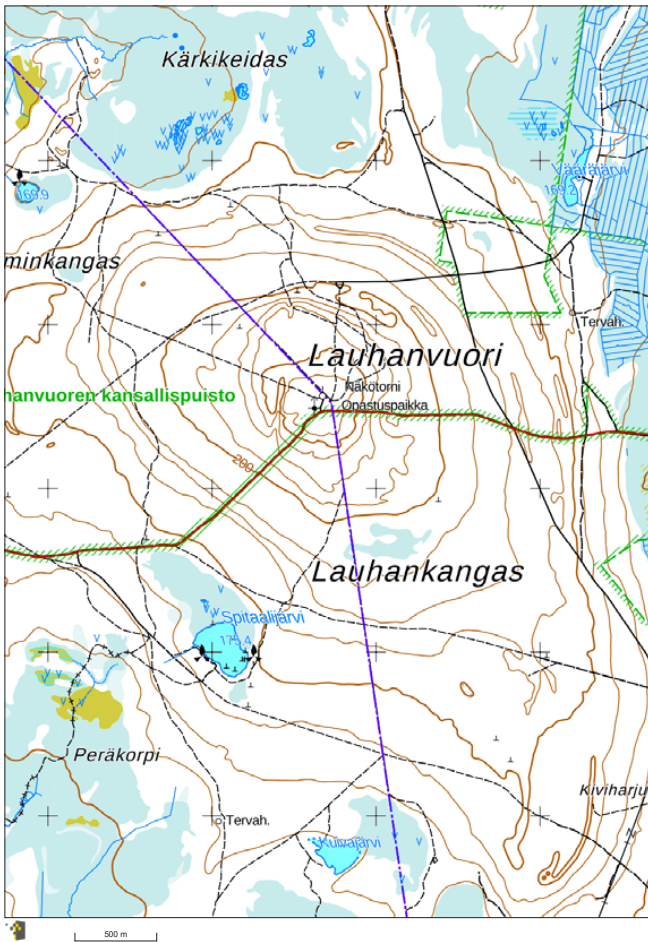 Kärkikeidas
Vääräjärvi
169.2
169.9
minkangas
Tervah.
Lauhanvuori
Näkötorni
hanvuoren kansallispuisto
Opastuspaikka
200
Lauhankangas
Spitaalijärvi
175.4
Peräkorpi
Kiviharju
Tervah.
Kuivajärvi
500 m